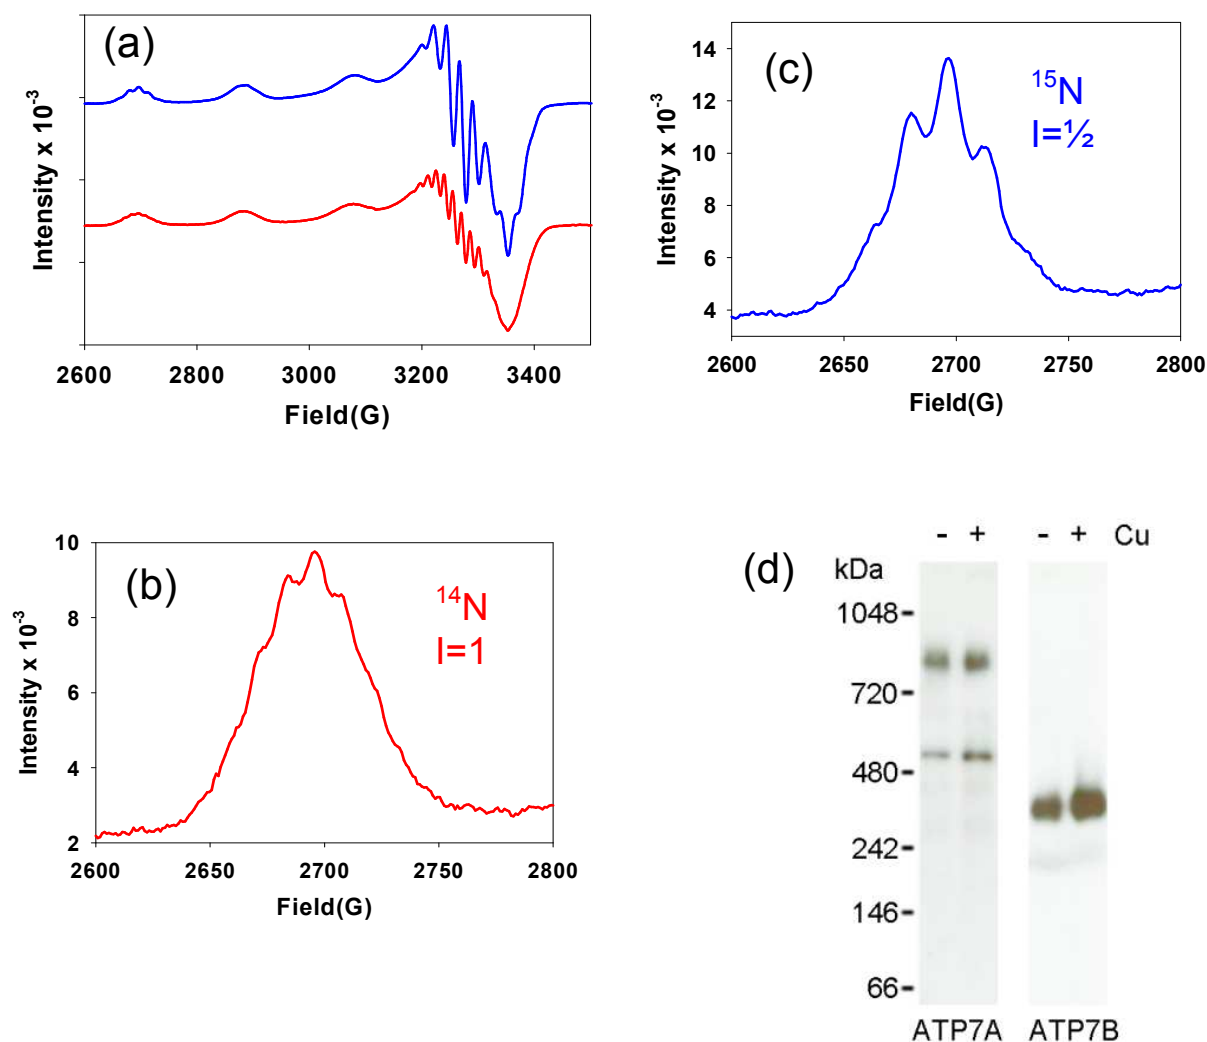 (a)
Intensity x 10⁻³
2600 2800 3000 3200 3400
Field(G)
(c)
¹⁵N
I=½
14
12
10
8
6
4
Intensity x 10⁻³
2600 2650 2700 2750 2800
Field(G)
(b)
¹⁴N
I=1
10
8
6
4
2
Intensity x 10⁻³
2600 2650 2700 2750 2800
Field(G)
(d)
- + - + Cu
kDa
1048
720
480
242
146
66
ATP7A ATP7B